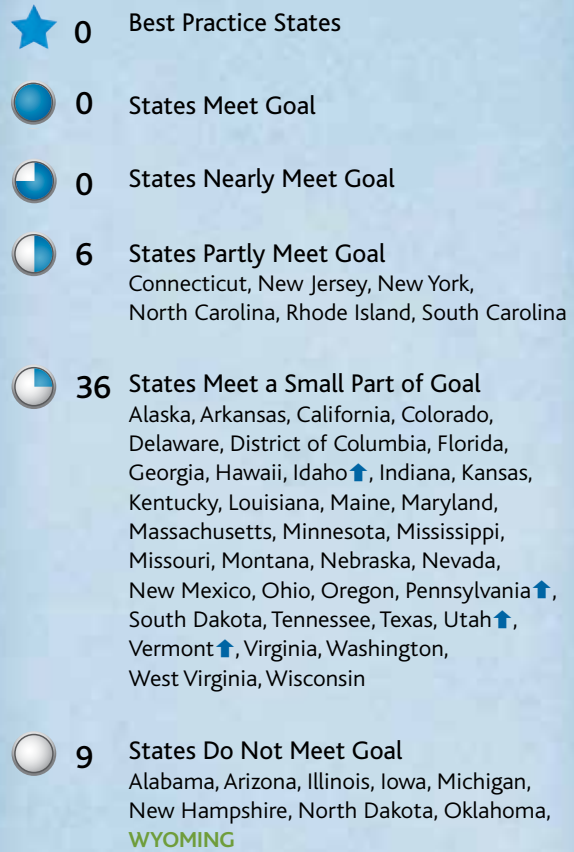 0 Best Practice States
0 States Meet Goal
0 States Nearly Meet Goal
6 States Partly Meet Goal
Connecticut, New Jersey, New York,
North Carolina, Rhode Island, South Carolina
36 States Meet a Small Part of Goal
Alaska, Arkansas, California, Colorado,
Delaware, District of Columbia, Florida,
Georgia, Hawaii, Idaho⬆, Indiana, Kansas,
Kentucky, Louisiana, Maine, Maryland,
Massachusetts, Minnesota, Mississippi,
Missouri, Montana, Nebraska, Nevada,
New Mexico, Ohio, Oregon, Pennsylvania⬆,
South Dakota, Tennessee, Texas, Utah⬆,
Vermont⬆, Virginia, Washington,
West Virginia, Wisconsin
9 States Do Not Meet Goal
Alabama, Arizona, Illinois, Iowa, Michigan,
New Hampshire, North Dakota, Oklahoma,
WYOMING